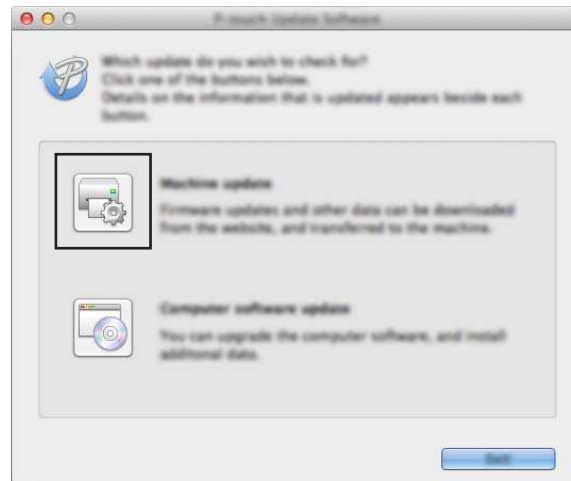 P-touch Update Software
Which update do you wish to check for?
Click one of the buttons below.
Details on the information that is updated appears beside each
button.
Machine update
Firmware updates and other data can be downloaded
from the website, and transferred to the machine.
Computer software update
You can upgrade the computer software, and install
additonal data.
Exit